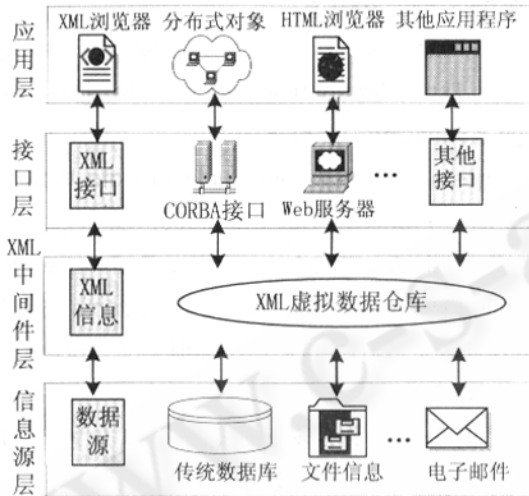 应用层
XML浏览器 分布式对象 HTML浏览器 其他应用程序
接口层
XML
接口
CORBA接口 Web服务器 ... 其他
接口
XML中间件层
XML
信息
XML虚拟数据仓库
信息源层
数据
源
传统数据库 文件信息 ... 电子邮件
www.c-s-a